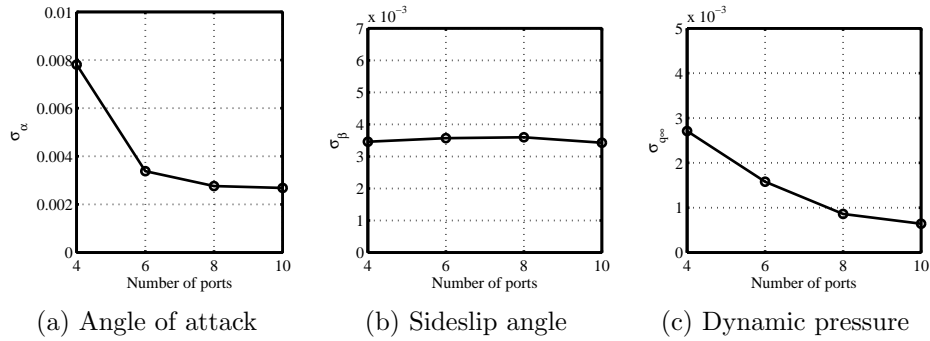 0.01
0.008
0.006
0.004
0.002
0
σα
4 6 8 10
Number of ports
(a) Angle of attack
x 10⁻³
7
6
5
4
3
2
1
0
σβ
4 6 8 10
Number of ports
(b) Sideslip angle
x 10⁻³
5
4
3
2
1
0
σq∞
4 6 8 10
Number of ports
(c) Dynamic pressure